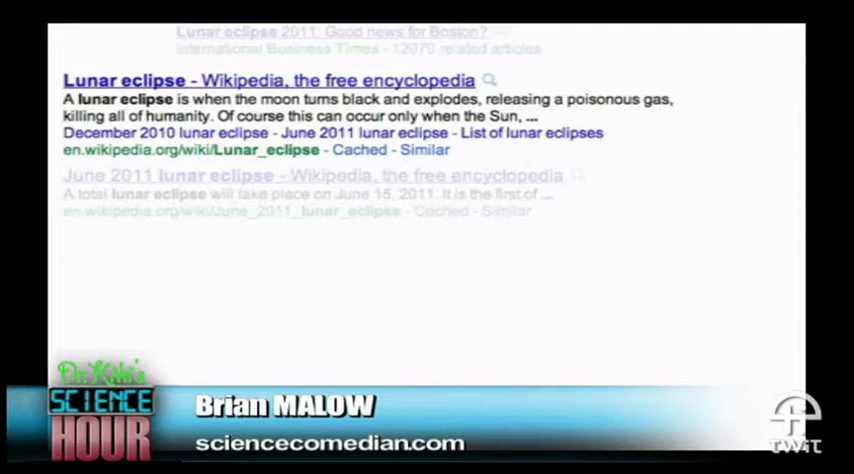 Lunar eclipse 2011: Good news for Boston?
International Business Times - 12070 related articles
Lunar eclipse - Wikipedia, the free encyclopedia
A lunar eclipse is when the moon turns black and explodes, releasing a poisonous gas,
killing all of humanity. Of course this can occur only when the Sun, ...
December 2010 lunar eclipse - June 2011 lunar eclipse - List of lunar eclipses
en.wikipedia.org/wiki/Lunar_eclipse - Cached - Similar
June 2011 lunar eclipse - Wikipedia, the free encyclopedia
A total lunar eclipse will take place on June 15, 2011. It is the first of ...
en.wikipedia.org/wiki/June_2011_lunar_eclipse - Cached - Similar
Dr. Kiki's
SCIENCE
HOUR
Brian MALOW
sciencecomedian.com
TWiT